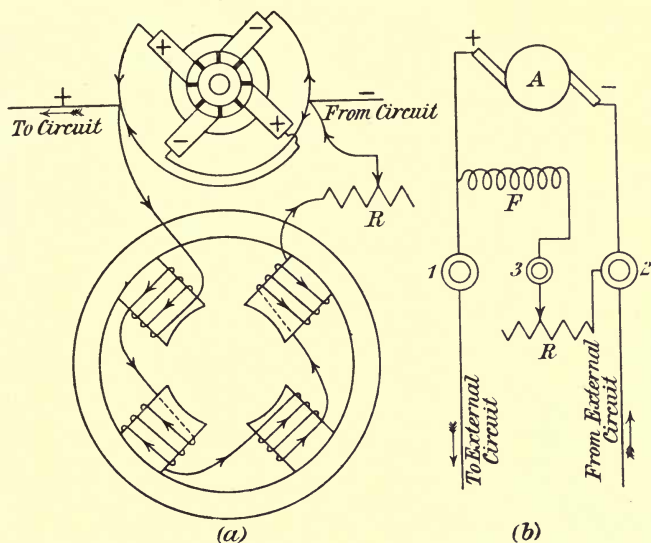 + −
− +
+
To Circuit
−
From Circuit
R
(a)
+
A
−
F
1
3
2
R
To External
Circuit
From External
Circuit
(b)